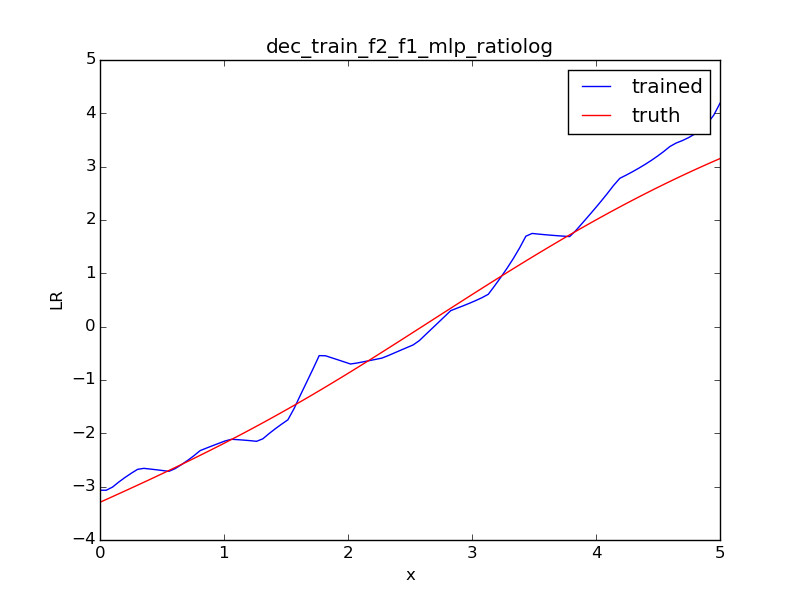 dec_train_f2_f1_mlp_ratiolog
trained
truth
5
4
3
2
1
0
−1
−2
−3
−4
LR
0 1 2 3 4 5
x